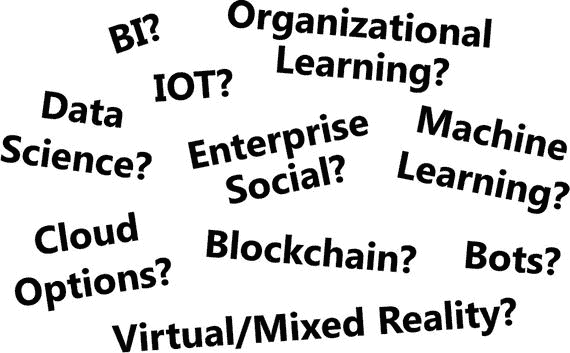 BI?
Organizational
Learning?
IOT?
Data
Science?
Enterprise
Social?
Machine
Learning?
Cloud
Options?
Blockchain?
Bots?
Virtual/Mixed Reality?